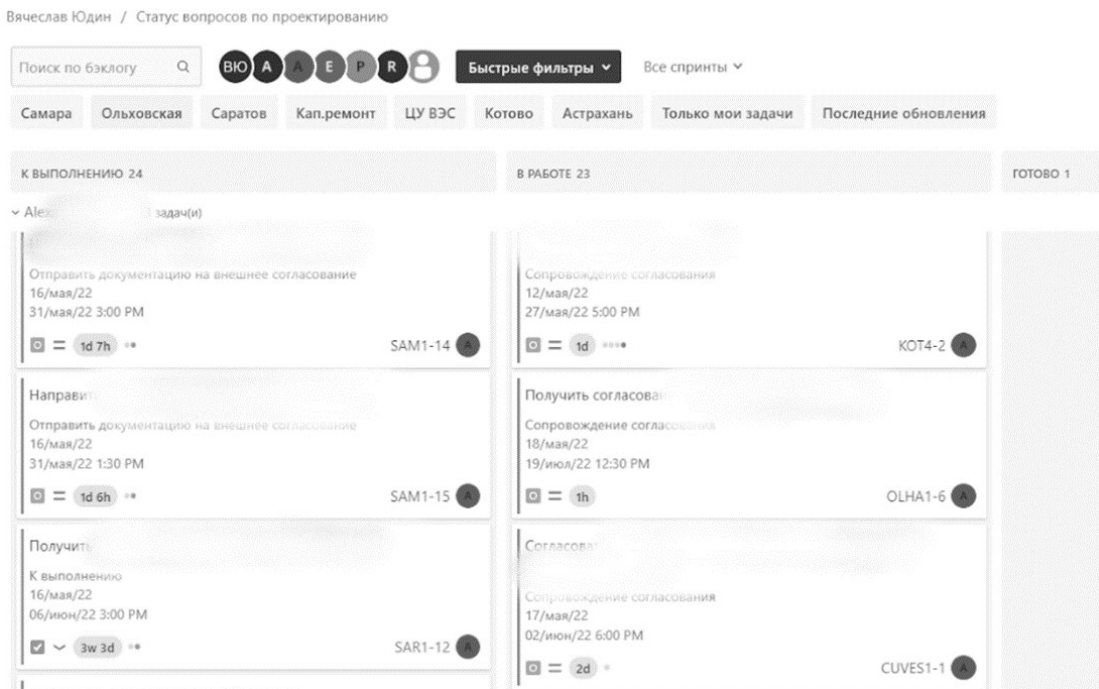 Вячеслав Юдин / Статус вопросов по проектированию
Поиск по бэклогу ВЮ A A E P R Быстрые фильтры Все спринты
Самара Ольховская Саратов Кап.ремонт ЦУ ВЭС Котово Астрахань Только мои задачи Последние обновления
К ВЫПОЛНЕНИЮ 24 В РАБОТЕ 23 ГОТОВО 1
задач(и)
Отправить документацию на внешнее согласование
16/мая/22
31/мая/22 3:00 PM
1d 7h SAM1-14 A
Отправить документацию на внешнее согласование
16/мая/22
31/мая/22 1:30 PM
1d 6h SAM1-15 A
Получить
К выполнению
16/мая/22
06/июн/22 3:00 PM
3w 3d SAR1-12 A
Сопровождение согласования
12/мая/22
27/мая/22 5:00 PM
1d KOT4-2 A
Получить
Сопровождение согласования
18/мая/22
19/июл/22 12:30 PM
1h OLHA1-6 A
Сопровождение согласования
17/мая/22
02/июн/22 6:00 PM
2d CUVES1-1 A